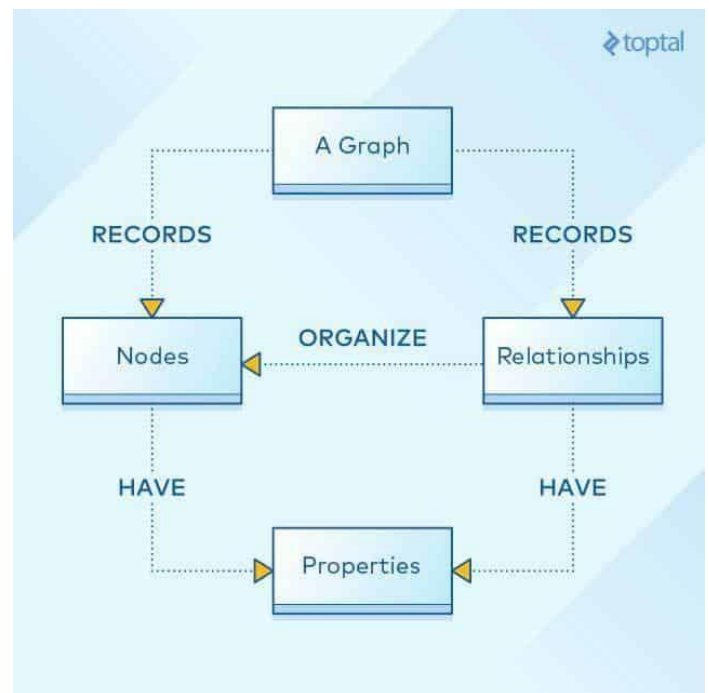 toptal
A Graph
RECORDS
RECORDS
Nodes
ORGANIZE
Relationships
HAVE
HAVE
Properties